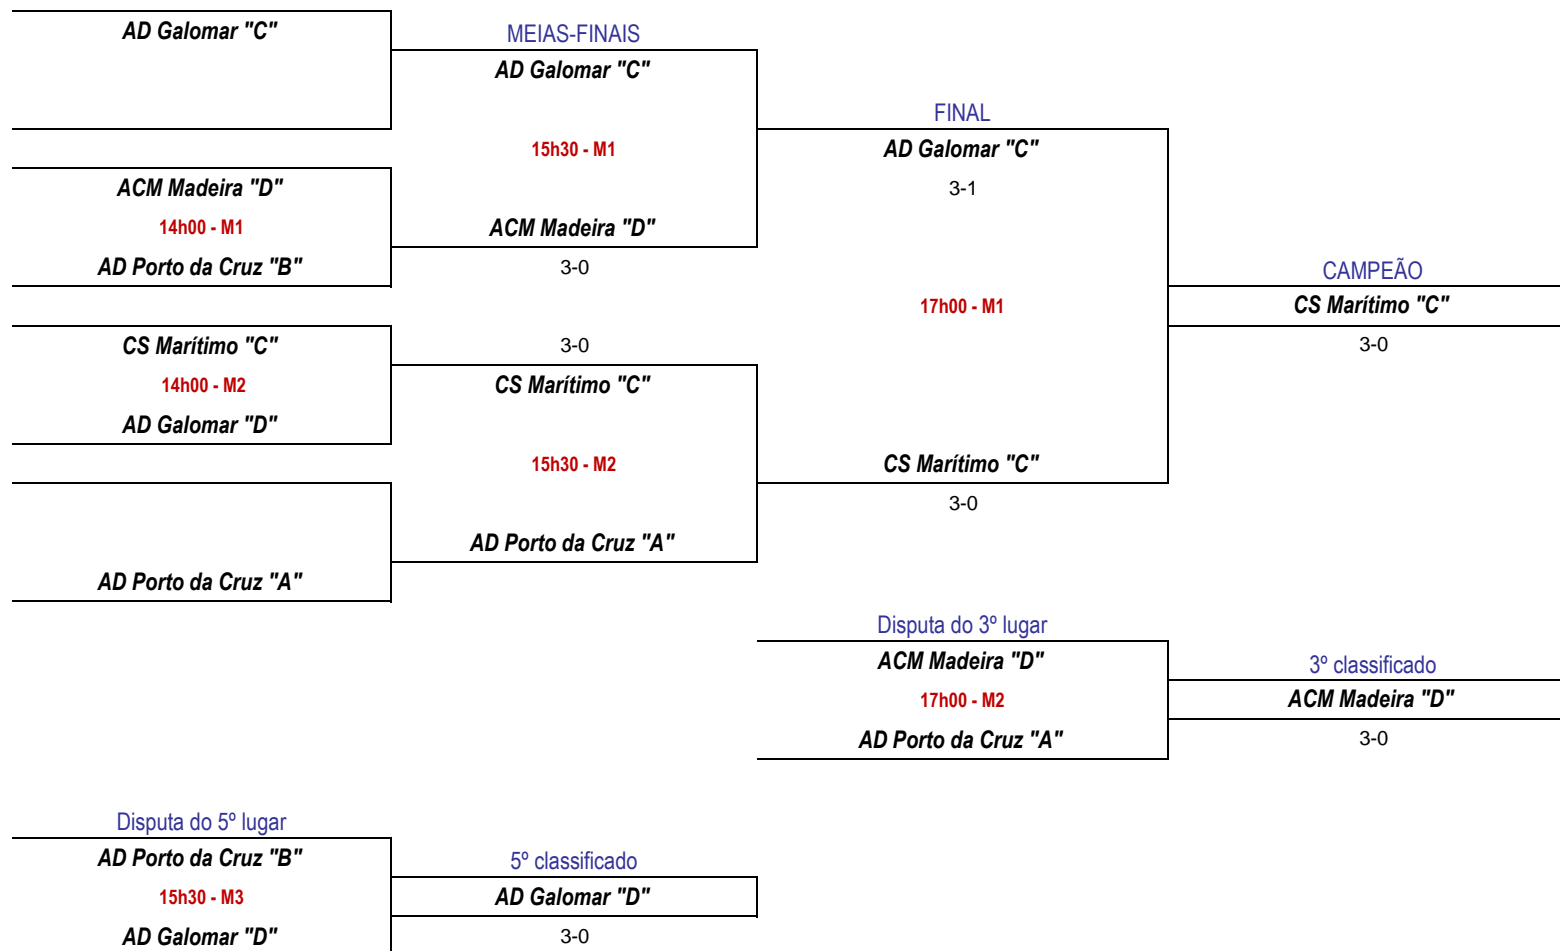 AD Galomar "C"
MEIAS-FINAIS
AD Galomar "C"
FINAL
15h30 - M1
AD Galomar "C"
ACM Madeira "D"
3-1
14h00 - M1
ACM Madeira "D"
AD Porto da Cruz "B"
3-0
CAMPEÃO
17h00 - M1
CS Marítimo "C"
CS Marítimo "C"
3-0
3-0
14h00 - M2
CS Marítimo "C"
AD Galomar "D"
15h30 - M2
CS Marítimo "C"
3-0
AD Porto da Cruz "A"
AD Porto da Cruz "A"
Disputa do 3º lugar
ACM Madeira "D"
3º classificado
17h00 - M2
ACM Madeira "D"
AD Porto da Cruz "A"
3-0
Disputa do 5º lugar
AD Porto da Cruz "B"
5º classificado
15h30 - M3
AD Galomar "D"
AD Galomar "D"
3-0